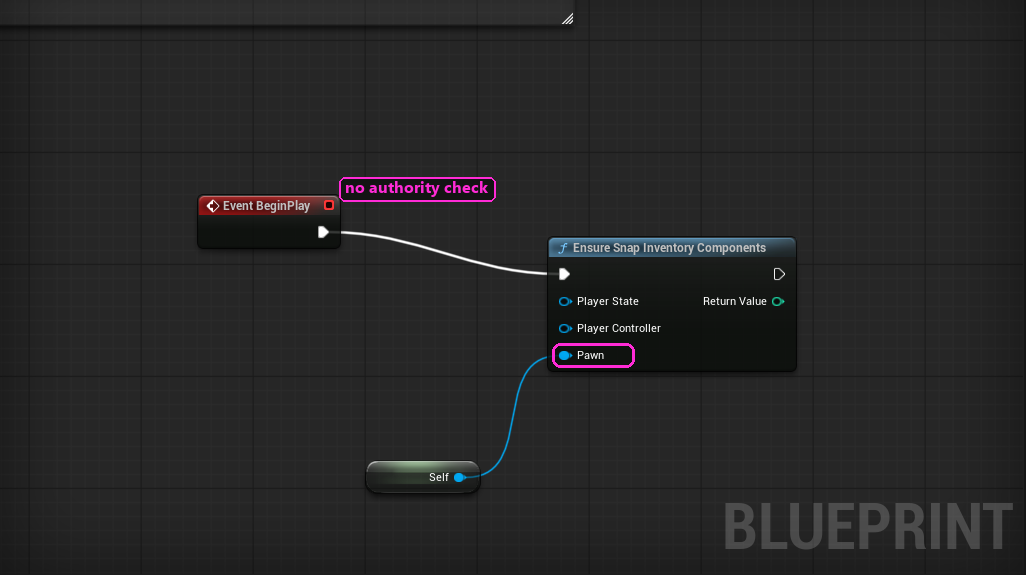 no authority check
Event BeginPlay
Ensure Snap Inventory Components
Player State
Return Value
Player Controller
Pawn
Self
BLUEPRINT